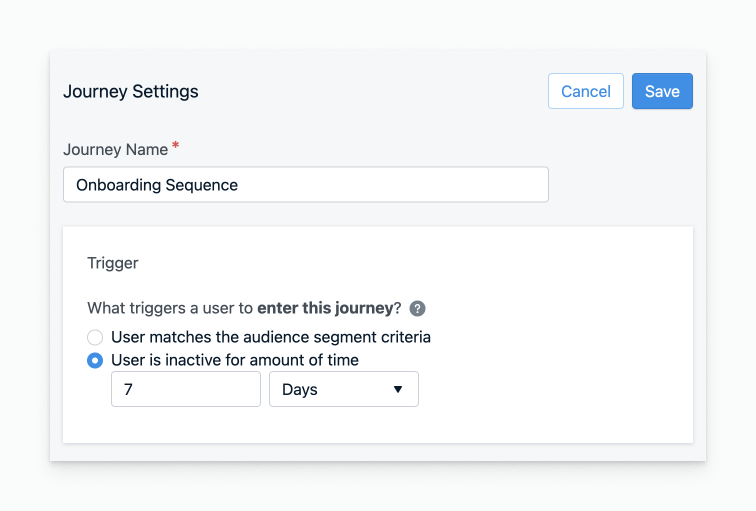 Journey Settings
Cancel
Save
Journey Name *
Onboarding Sequence
Trigger
What triggers a user to enter this journey? ?
User matches the audience segment criteria
User is inactive for amount of time
7
Days